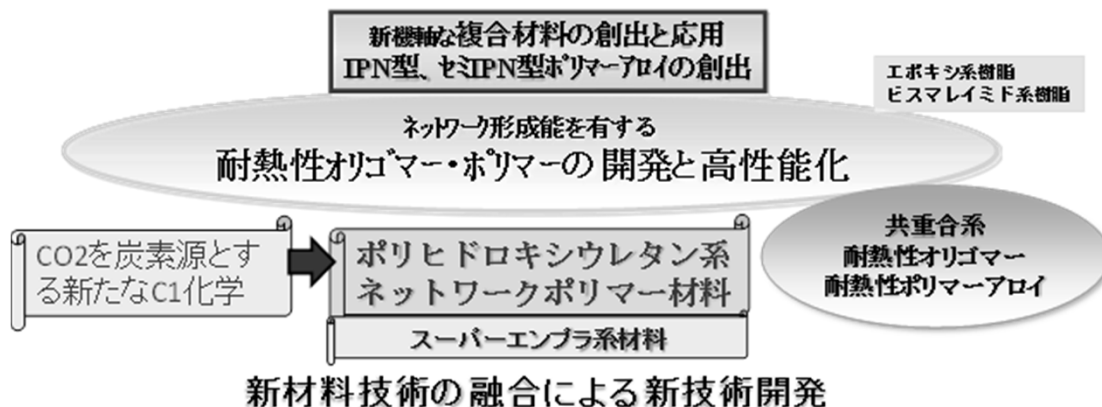 新機軸な複合材料の創出と応用
IPN型、セミIPN型ポリマーアロイの創出
エポキシ系樹脂
ビスマレイミド系樹脂
ネットワーク形成能を有する
耐熱性オリゴマー・ポリマーの開発と高性能化
共重合系
耐熱性オリゴマー
耐熱性ポリマーアロイ
CO2を炭素源とす
る新たなC1化学
ポリヒドロキシウレタン系
ネットワークポリマー材料
スーパーエンプラ系材料
新材料技術の融合による新技術開発